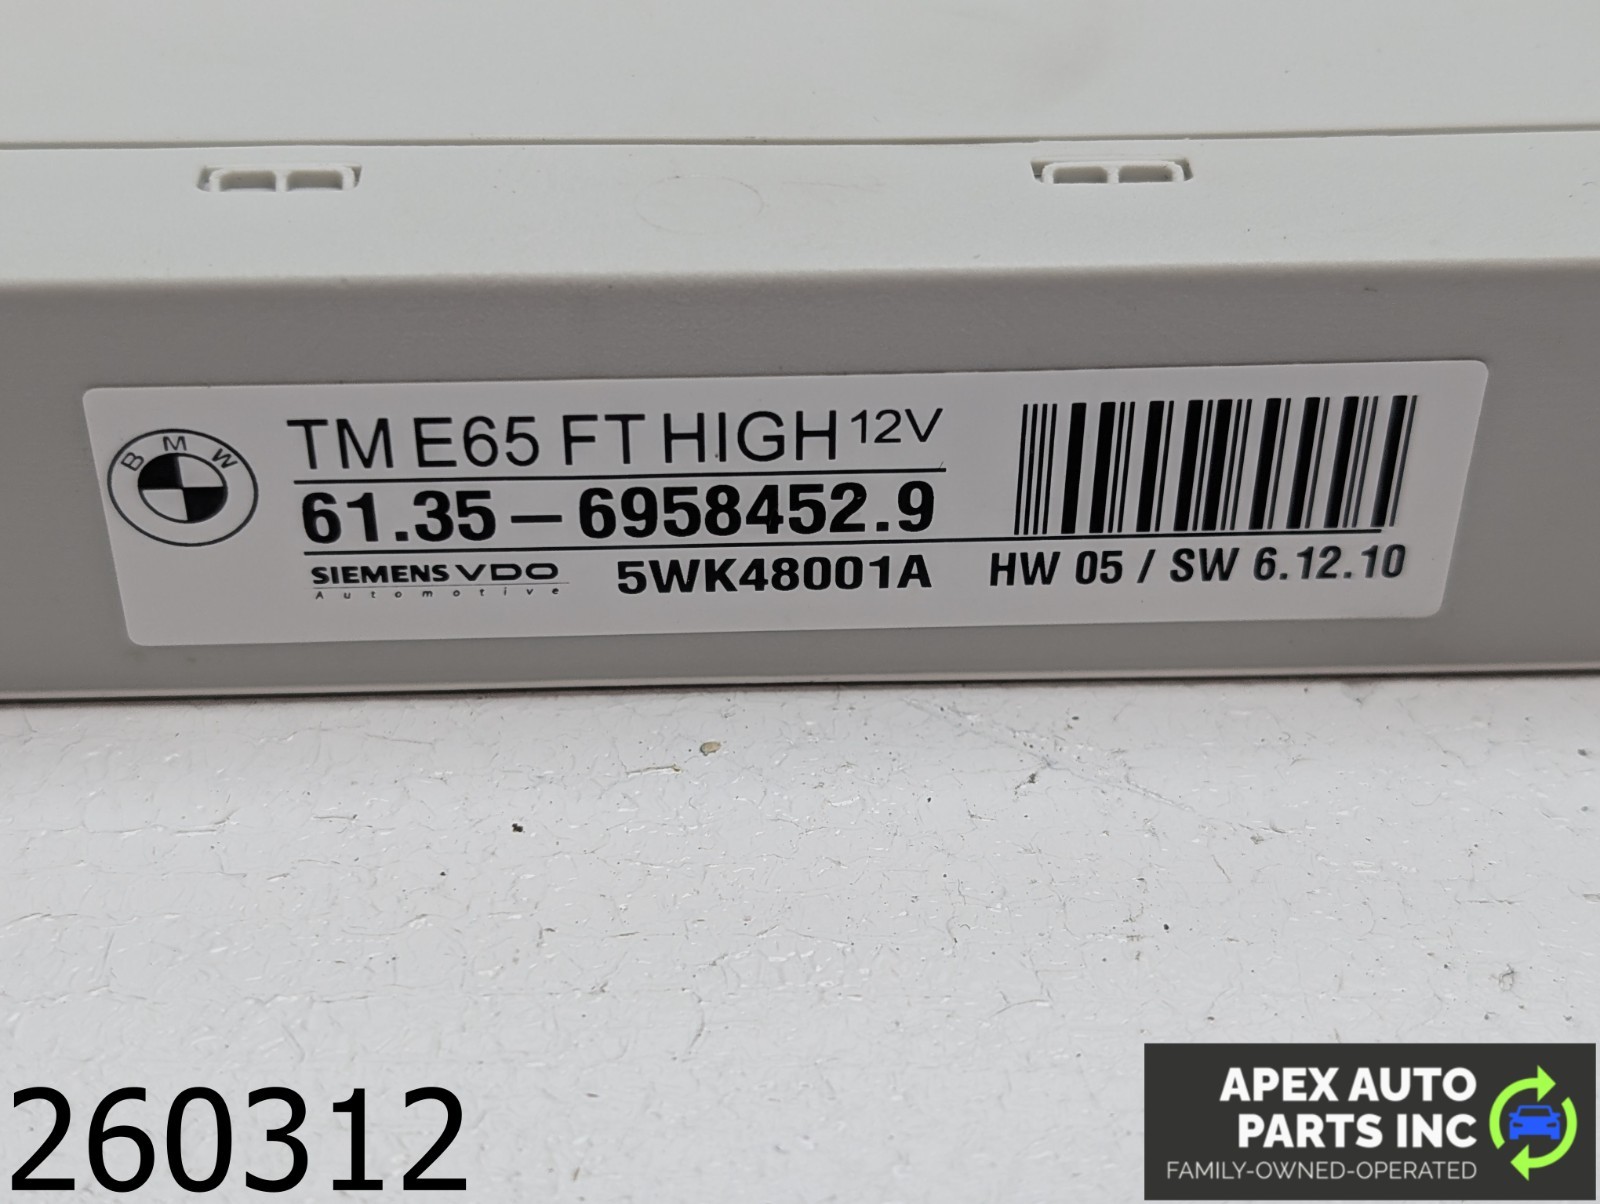 BMW
TM E65 FT HIGH 12V
61.35 – 6958452.9
SIEMENS VDO
Automotive
5WK48001A
HW 05 / SW 6.12.10
260312
APEX AUTO
PARTS INC
FAMILY-OWNED-OPERATED